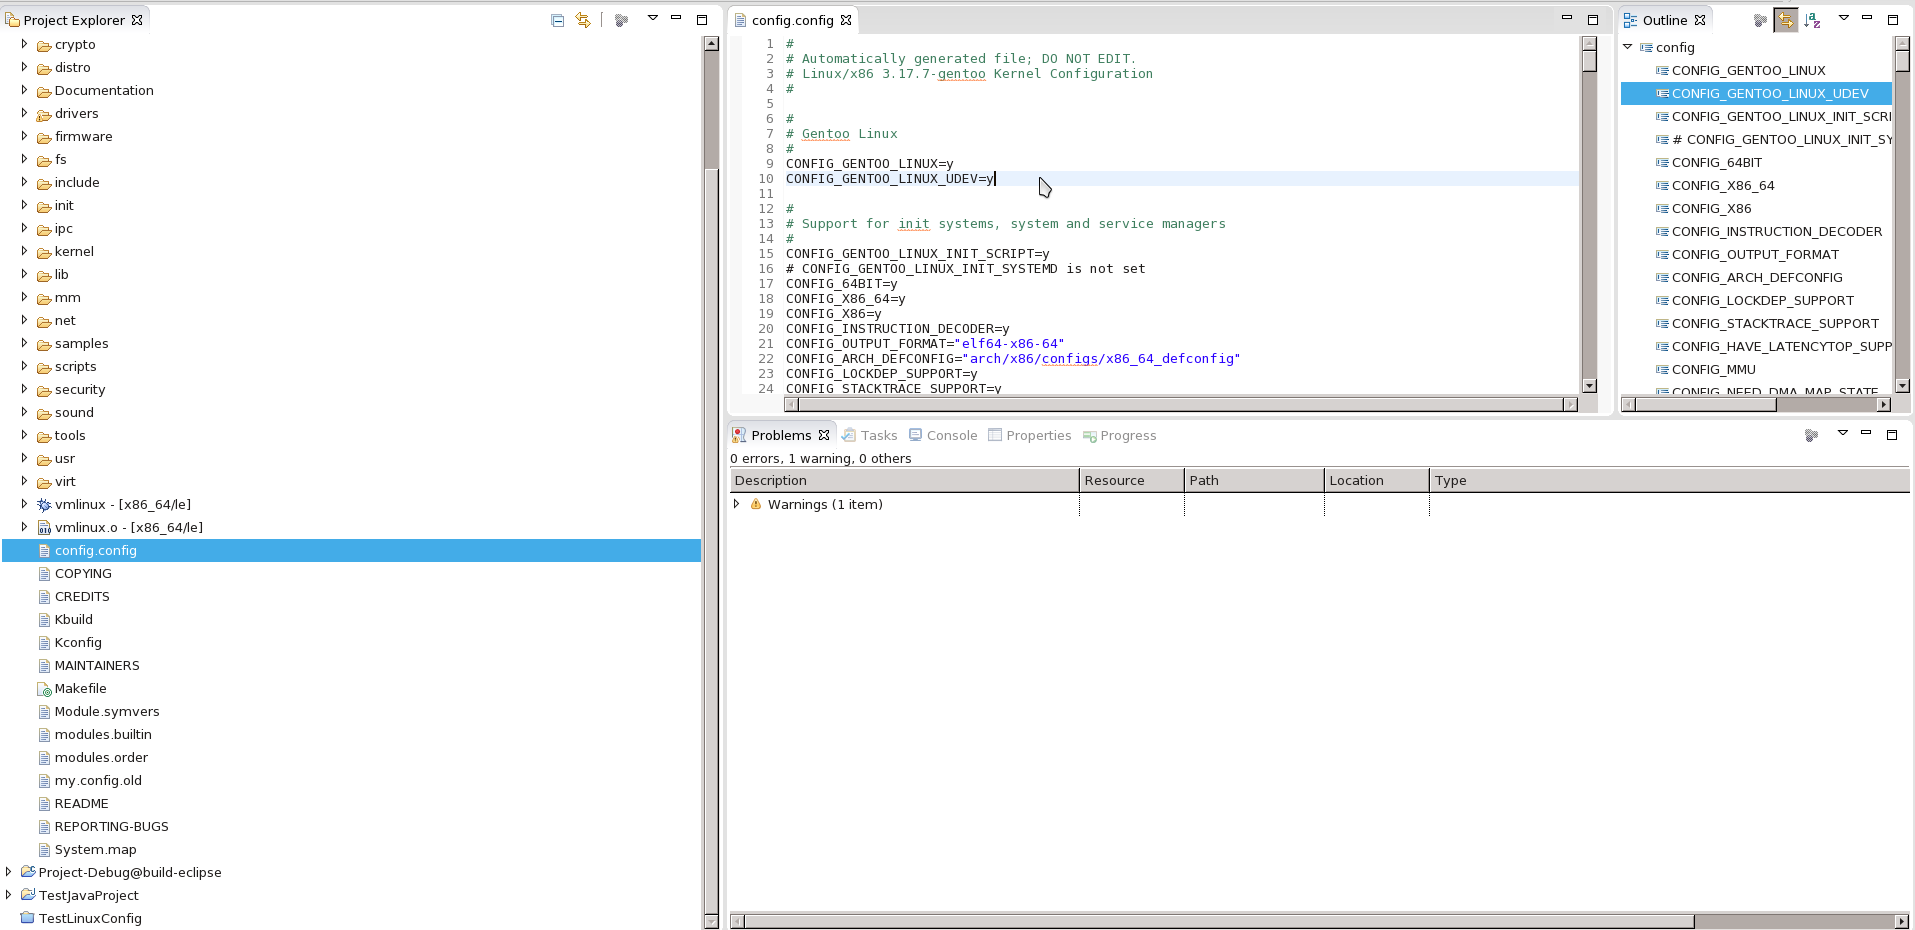 Project Explorer
crypto
distro
Documentation
drivers
firmware
fs
include
init
ipc
kernel
lib
mm
net
samples
scripts
security
sound
tools
usr
virt
vmlinux - [x86_64/le]
vmlinux.o - [x86_64/le]
config.config
COPYING
CREDITS
Kbuild
Kconfig
MAINTAINERS
Makefile
Module.symvers
modules.builtin
modules.order
my.config.old
README
REPORTING-BUGS
System.map
Project-Debug@build-eclipse
TestJavaProject
TestLinuxConfig
config.config
1 #
2 # Automatically generated file; DO NOT EDIT.
3 # Linux/x86 3.17.7-gentoo Kernel Configuration
4 #
5
6 #
7 # Gentoo Linux
8 #
9 CONFIG_GENTOO_LINUX=y
10 CONFIG_GENTOO_LINUX_UDEV=y
11
12 #
13 # Support for init systems, system and service managers
14 #
15 CONFIG_GENTOO_LINUX_INIT_SCRIPT=y
16 # CONFIG_GENTOO_LINUX_INIT_SYSTEMD is not set
17 CONFIG_64BIT=y
18 CONFIG_X86_64=y
19 CONFIG_X86=y
20 CONFIG_INSTRUCTION_DECODER=y
21 CONFIG_OUTPUT_FORMAT="elf64-x86-64"
22 CONFIG_ARCH_DEFCONFIG="arch/x86/configs/x86_64_defconfig"
23 CONFIG_LOCKDEP_SUPPORT=y
24 CONFIG_STACKTRACE_SUPPORT=y
Outline
config
CONFIG_GENTOO_LINUX
CONFIG_GENTOO_LINUX_UDEV
CONFIG_GENTOO_LINUX_INIT_SCRI
# CONFIG_GENTOO_LINUX_INIT_SY
CONFIG_64BIT
CONFIG_X86_64
CONFIG_X86
CONFIG_INSTRUCTION_DECODER
CONFIG_OUTPUT_FORMAT
CONFIG_ARCH_DEFCONFIG
CONFIG_LOCKDEP_SUPPORT
CONFIG_STACKTRACE_SUPPORT
CONFIG_HAVE_LATENCYTOP_SUPP
CONFIG_MMU
CONFIG_NEED_DMA_MAP_STATE
Problems Tasks Console Properties Progress
0 errors, 1 warning, 0 others
Description Resource Path Location Type
Warnings (1 item)